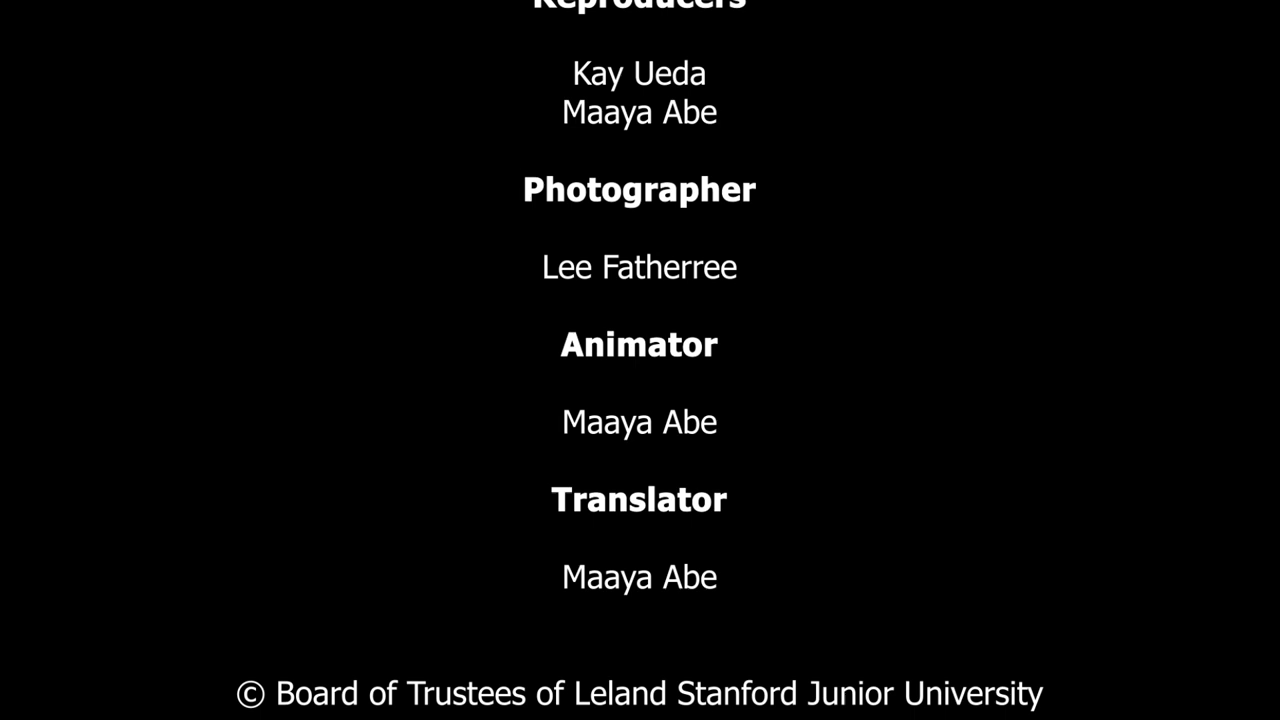 Reproducers
Kay Ueda
Maaya Abe
Photographer
Lee Fatherree
Animator
Maaya Abe
Translator
Maaya Abe
© Board of Trustees of Leland Stanford Junior University